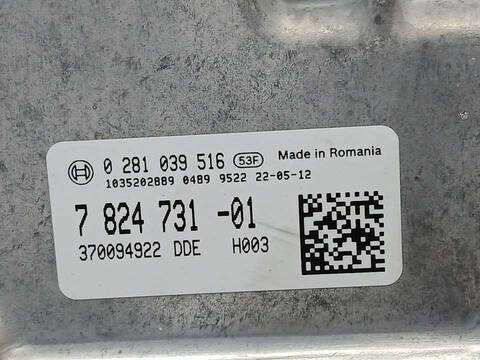 0 281 039 516 53F Made in Romania
1035202889 0489 9522 22-05-12
7 824 731 -01
370094922 DDE H003